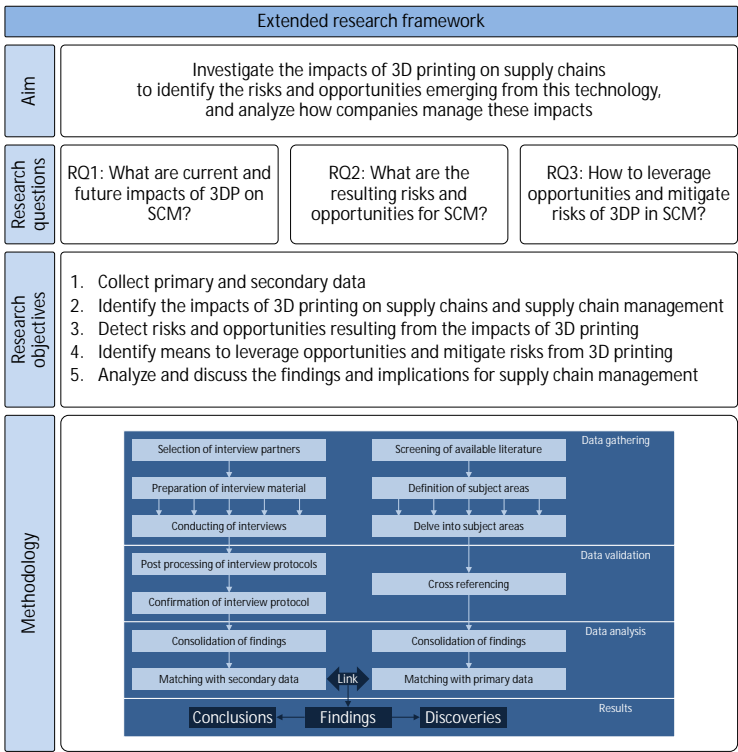 Extended research framework
Aim
Investigate the impacts of 3D printing on supply chains
to identify the risks and opportunities emerging from this technology,
and analyze how companies manage these impacts
Research
questions
RQ1: What are current and
future impacts of 3DP on
SCM?
RQ2: What are the
resulting risks and
opportunities for SCM?
RQ3: How to leverage
opportunities and mitigate
risks of 3DP in SCM?
Research
objectives
1. Collect primary and secondary data
2. Identify the impacts of 3D printing on supply chains and supply chain management
3. Detect risks and opportunities resulting from the impacts of 3D printing
4. Identify means to leverage opportunities and mitigate risks from 3D printing
5. Analyze and discuss the findings and implications for supply chain management
Methodology
Data gathering
Selection of interview partners
Preparation of interview material
Conducting of interviews
Screening of available literature
Definition of subject areas
Delve into subject areas
Data validation
Post processing of interview protocols
Confirmation of interview protocol
Cross referencing
Data analysis
Consolidation of findings
Matching with secondary data
Link
Consolidation of findings
Matching with primary data
Results
Conclusions
Findings
Discoveries